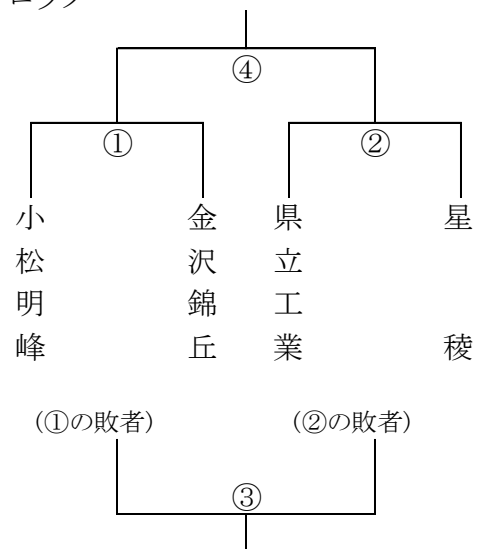 ロック
④
① ②
小松明峰 金沢錦丘 県立工業 星稜
(①の敗者) (②の敗者)
③